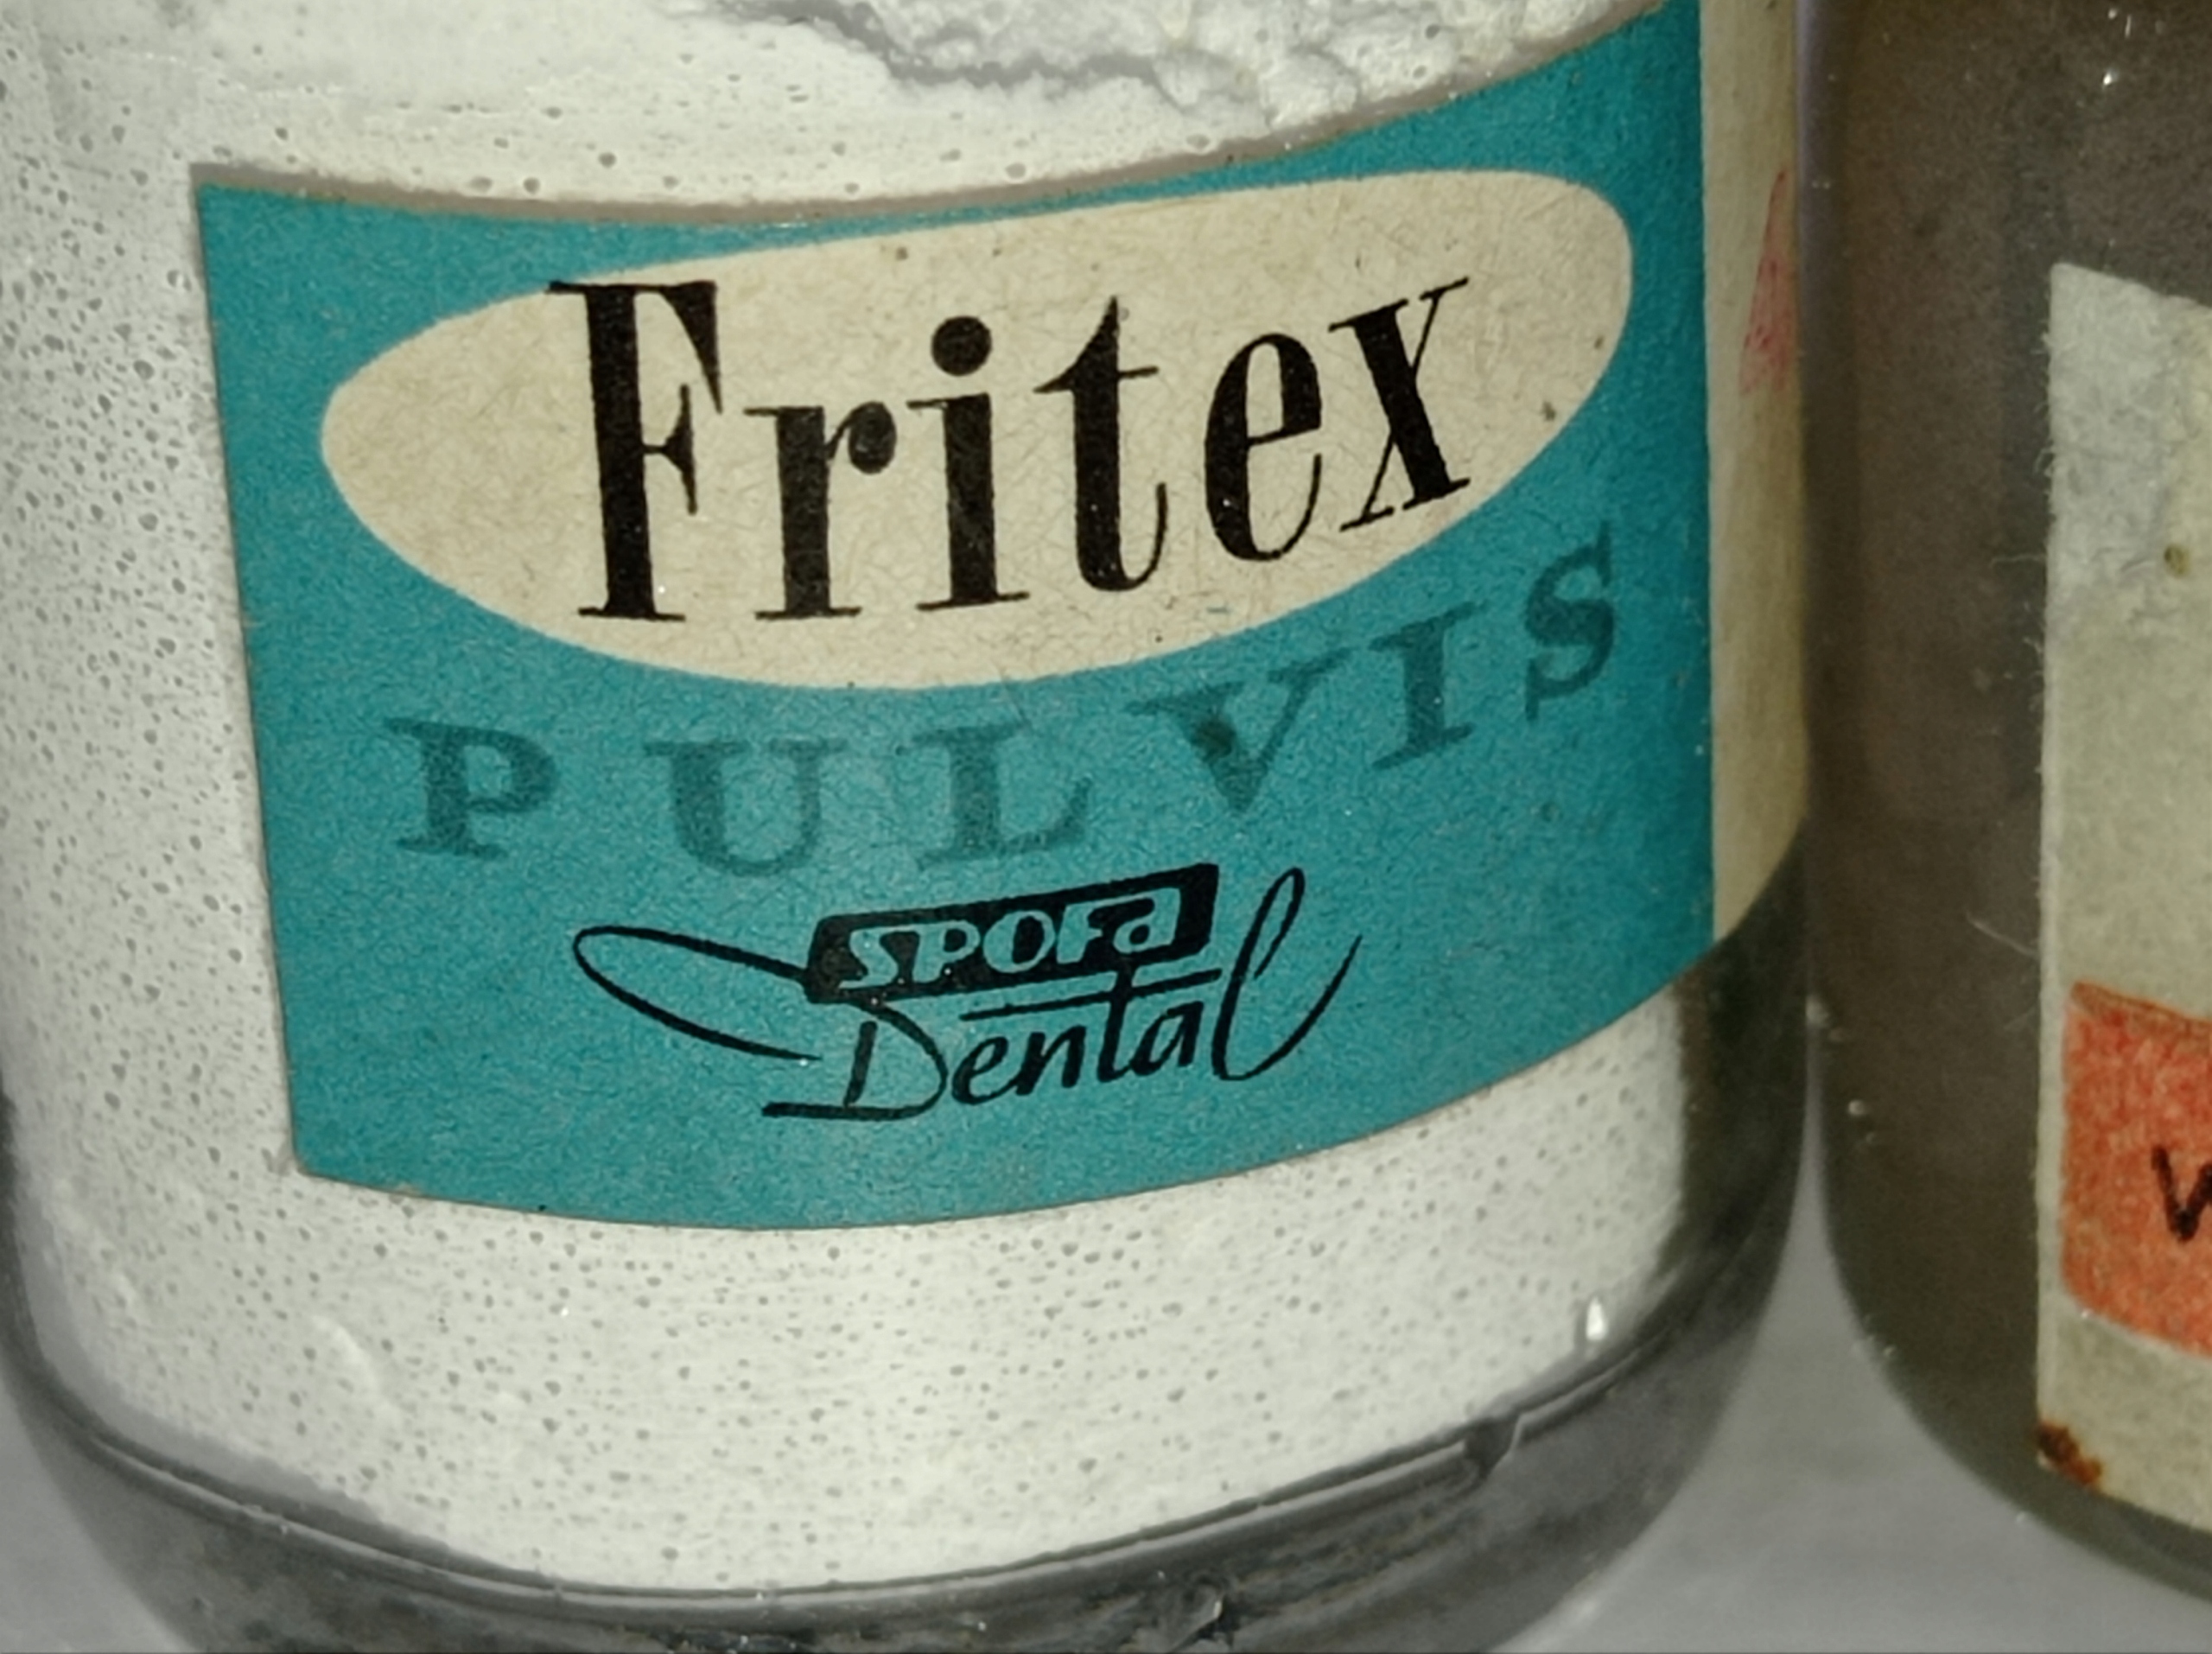 Fritex
PULVIS
SPOFa
Dental